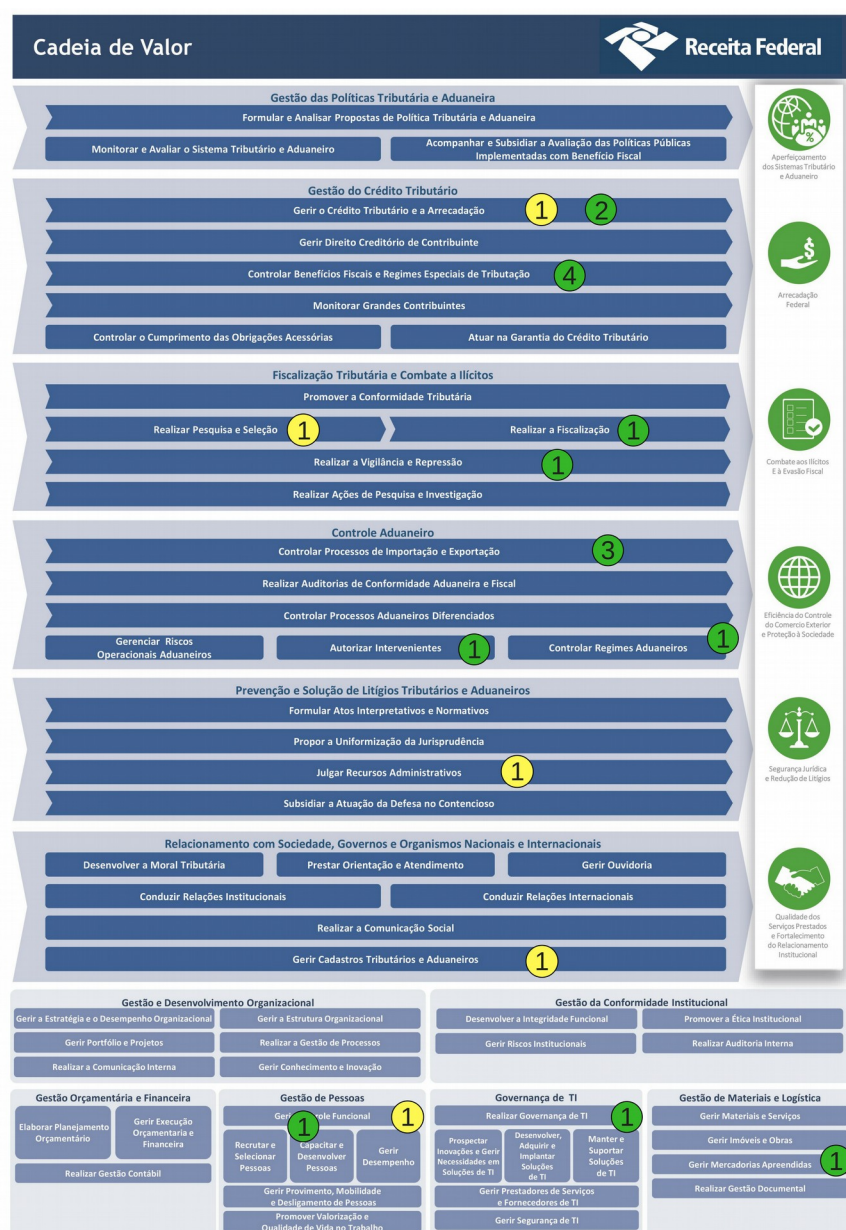 Cadeia de Valor
Receita Federal
Gestão das Políticas Tributária e Aduaneira
Formular e Analisar Propostas de Política Tributária e Aduaneira
Monitorar e Avaliar o Sistema Tributário e Aduaneiro
Acompanhar e Subsidiar a Avaliação das Políticas Públicas
Implementadas com Benefício Fiscal
%
Aperfeiçoamento
dos Sistemas Tributário
e Aduaneiro
Gestão do Crédito Tributário
Gerir o Crédito Tributário e a Arrecadação 1 2
Gerir Direito Creditório de Contribuinte
Controlar Benefícios Fiscais e Regimes Especiais de Tributação 4
Monitorar Grandes Contribuintes
Controlar o Cumprimento das Obrigações Acessórias
Atuar na Garantia do Crédito Tributário
$
Arrecadação
Federal
Fiscalização Tributária e Combate a Ilícitos
Promover a Conformidade Tributária
Realizar Pesquisa e Seleção 1
Realizar a Fiscalização 1
Realizar a Vigilância e Repressão 1
Realizar Ações de Pesquisa e Investigação
Combate aos Ilícitos
E à Evasão Fiscal
Controle Aduaneiro
Controlar Processos de Importação e Exportação 3
Realizar Auditorias de Conformidade Aduaneira e Fiscal
Controlar Processos Aduaneiros Diferenciados
Gerenciar Riscos
Operacionais Aduaneiros
Autorizar Intervenientes 1
Controlar Regimes Aduaneiros 1
Eficiência do Controle
do Comercio Exterior
e Proteção à Sociedade
Prevenção e Solução de Litígios Tributários e Aduaneiros
Formular Atos Interpretativos e Normativos
Propor a Uniformização da Jurisprudência
Julgar Recursos Administrativos 1
Subsidiar a Atuação da Defesa no Contencioso
Segurança Jurídica
e Redução de Litígios
Relacionamento com Sociedade, Governos e Organismos Nacionais e Internacionais
Desenvolver a Moral Tributária
Prestar Orientação e Atendimento
Gerir Ouvidoria
Conduzir Relações Institucionais
Conduzir Relações Internacionais
Realizar a Comunicação Social
Gerir Cadastros Tributários e Aduaneiros 1
Qualidade dos
Serviços Prestados
e Fortalecimento
do Relacionamento
Institucional
Gestão e Desenvolvimento Organizacional
Gerir a Estratégia e o Desempenho Organizacional
Gerir a Estrutura Organizacional
Gerir Portfólio e Projetos
Realizar a Gestão de Processos
Realizar a Comunicação Interna
Gerir Conhecimento e Inovação
Gestão da Conformidade Institucional
Desenvolver a Integridade Funcional
Promover a Ética Institucional
Gerir Riscos Institucionais
Realizar Auditoria Interna
Gestão Orçamentária e Financeira
Elaborar Planejamento
Orçamentário
Gerir Execução
Orçamentaria e
Financeira
Realizar Gestão Contábil
Gestão de Pessoas
Funcional 1
1
Recrutar e
Selecionar
Pessoas
Capacitar e
Desenvolver
Pessoas
Gerir
Desempenho
Gerir Provimento, Mobilidade
e Desligamento de Pessoas
Promover Valorização e
Qualidade de Vida no Trabalho
Governança de TI
Realizar Governança de TI 1
Prospectar
Inovações e Gerir
Necessidades em
Soluções de TI
Desenvolver,
Adquirir e
Implantar
Soluções
de TI
Manter e
Suportar
Soluções
de TI
Gerir Prestadores de Serviços
e Fornecedores de TI
Gerir Segurança de TI
Gestão de Materiais e Logística
Gerir Materiais e Serviços
Gerir Imóveis e Obras
Gerir Mercadorias Apreendidas 1
Realizar Gestão Documental